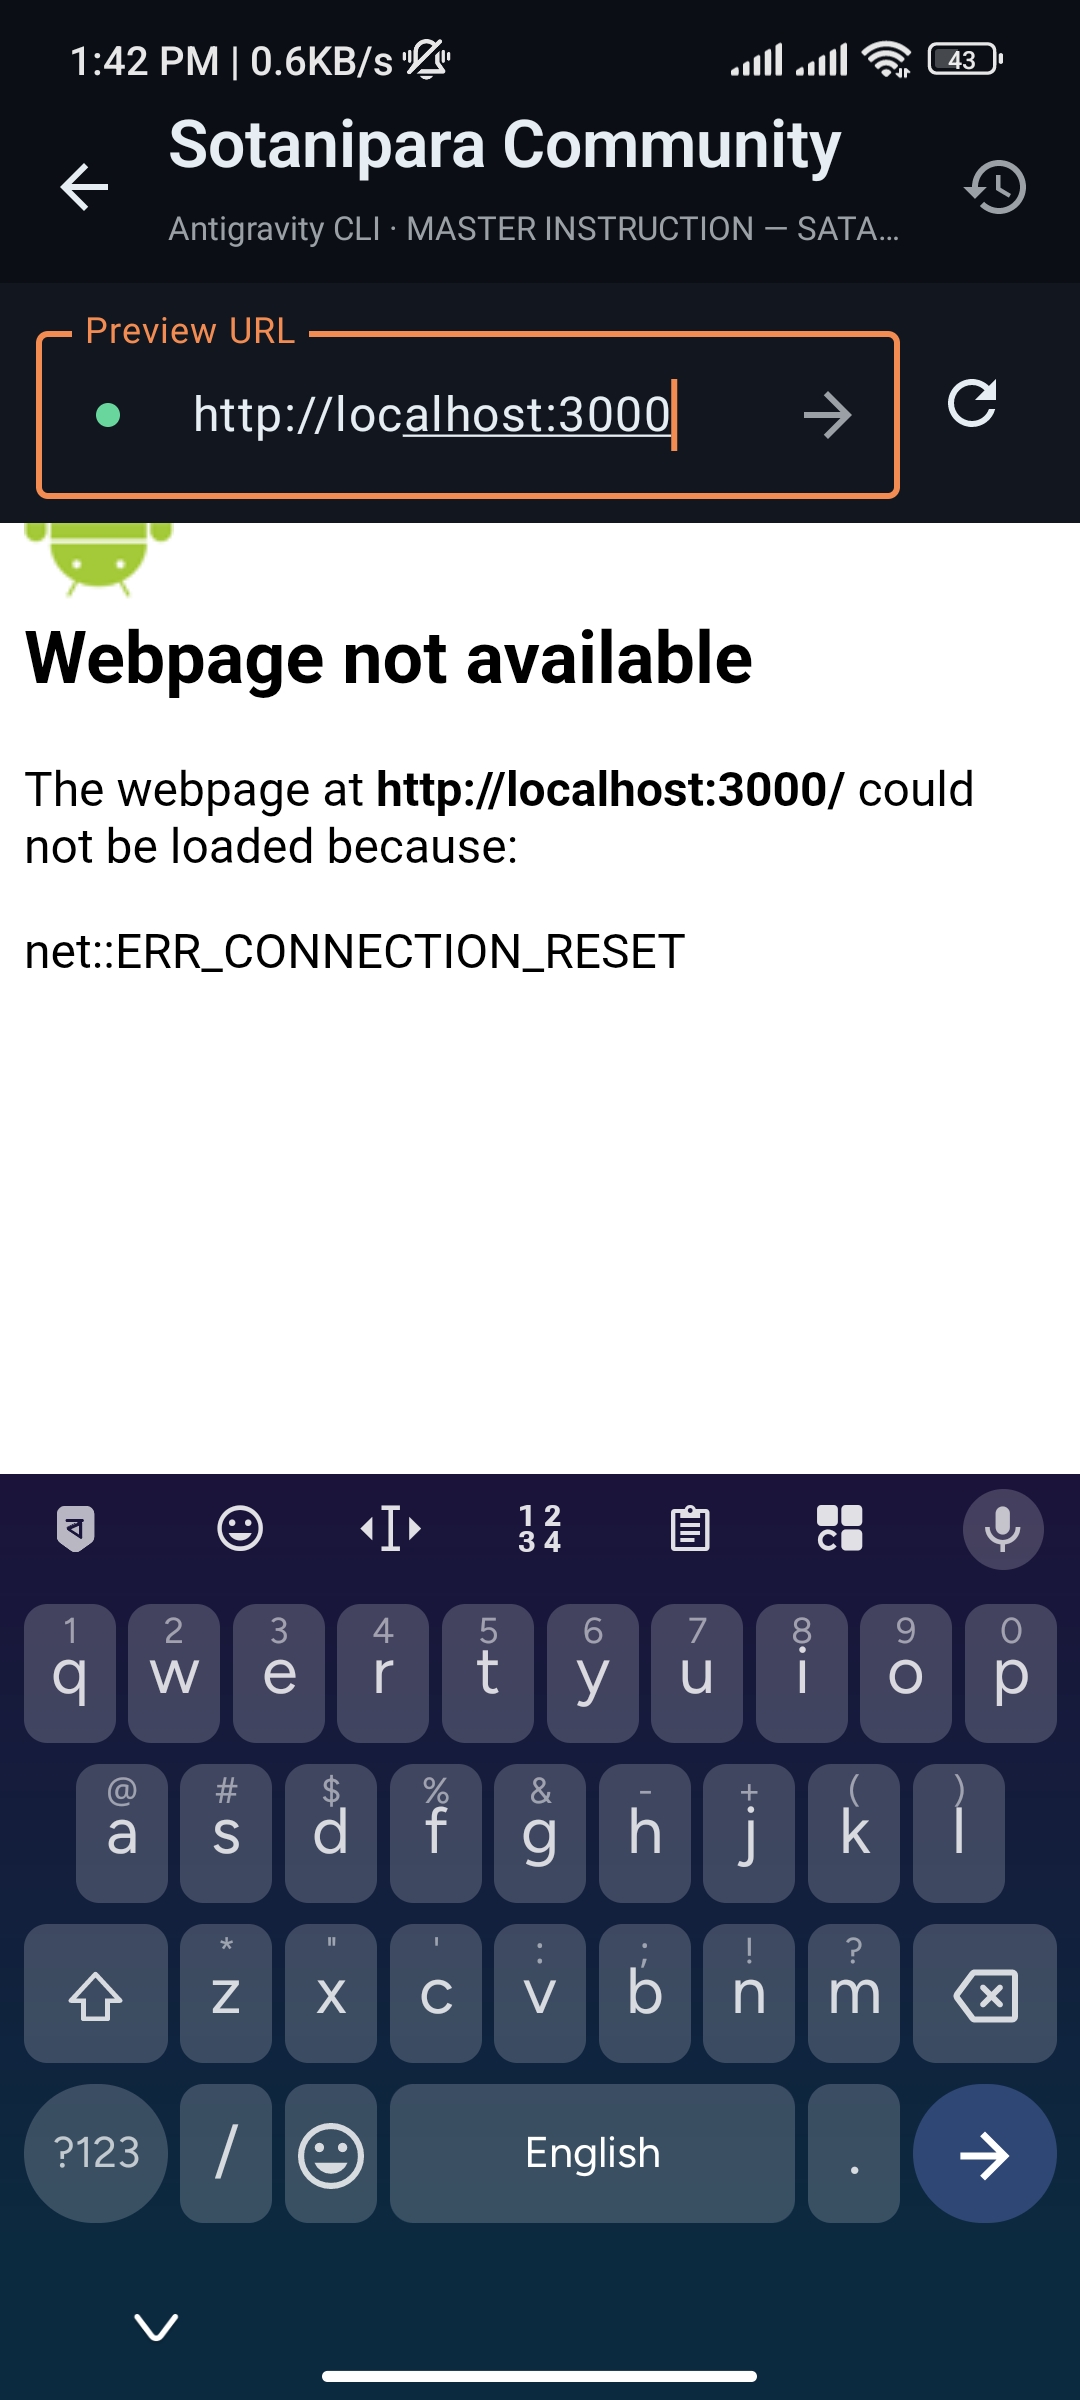 1:42 PM | 0.6KB/s
43
Sotanipara Community
Antigravity CLI · MASTER INSTRUCTION — SATA...
Preview URL
http://localhost:3000
Webpage not available
The webpage at http://localhost:3000/ could
not be loaded because:
net::ERR_CONNECTION_RESET
ব
1 2
3 4
C
1 2 3 4 5 6 7 8 9 0
q w e r t y u i o p
@ # $ % & - + ( )
a s d f g h j k l
* " ' : ; ! ?
z x c v b n m
?123 / English .